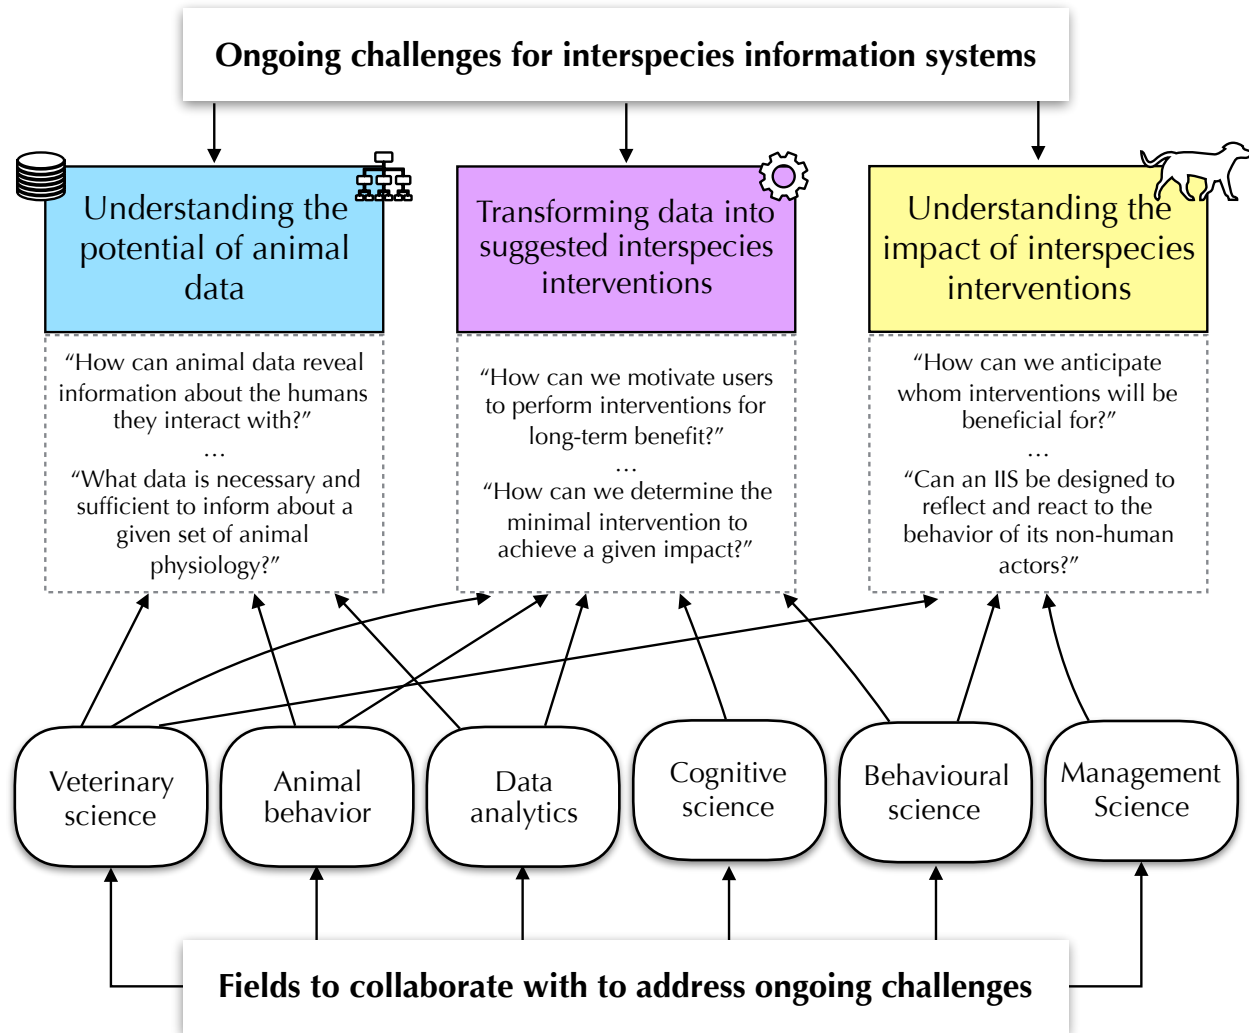 Ongoing challenges for interspecies information systems
Understanding the
potential of animal
data
Transforming data into
suggested interspecies
interventions
Understanding the
impact of interspecies
interventions
“How can animal data reveal
information about the humans
they interact with?”
...
“What data is necessary and
sufficient to inform about a
given set of animal
physiology?”
“How can we motivate users
to perform interventions for
long-term benefit?”
...
“How can we determine the
minimal intervention to
achieve a given impact?”
“How can we anticipate
whom interventions will be
beneficial for?”
...
“Can an IIS be designed to
reflect and react to the
behavior of its non-human
actors?”
Veterinary
science
Animal
behavior
Data
analytics
Cognitive
science
Behavioural
science
Management
Science
Fields to collaborate with to address ongoing challenges